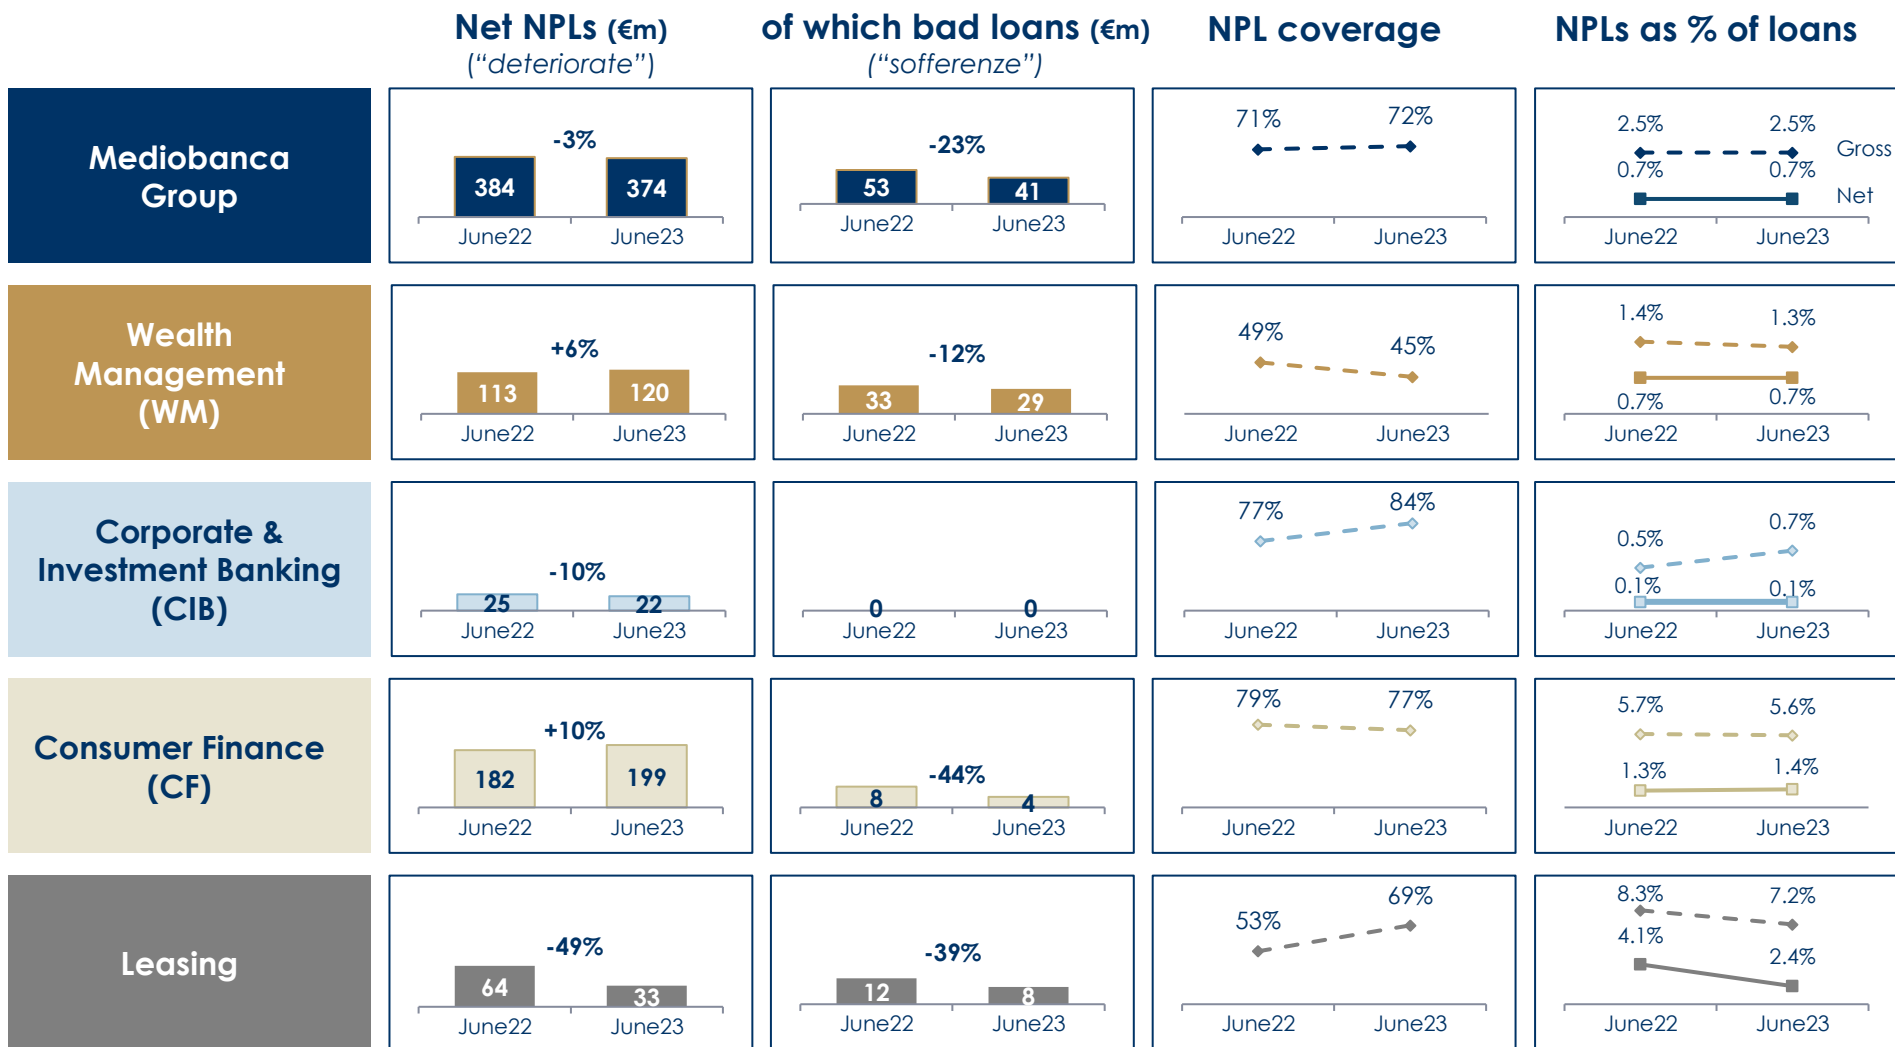 Net NPLs (€m)
(“deteriorate”)
of which bad loans (€m)
(“sofferenze”)
NPL coverage
NPLs as % of loans
Mediobanca
Group
-3%
384
374
June22
June23
-23%
53
41
June22
June23
71%
72%
June22
June23
2.5%
2.5%
Gross
0.7%
0.7%
Net
June22
June23
Wealth
Management
(WM)
+6%
113
120
June22
June23
-12%
33
29
June22
June23
49%
45%
June22
June23
1.4%
1.3%
0.7%
0.7%
June22
June23
Corporate &
Investment Banking
(CIB)
-10%
25
22
June22
June23
0
0
June22
June23
77%
84%
June22
June23
0.5%
0.7%
0.1%
0.1%
June22
June23
Consumer Finance
(CF)
+10%
182
199
June22
June23
-44%
8
4
June22
June23
79%
77%
June22
June23
5.7%
5.6%
1.3%
1.4%
June22
June23
Leasing
-49%
64
33
June22
June23
-39%
12
8
June22
June23
53%
69%
June22
June23
8.3%
7.2%
4.1%
2.4%
June22
June23